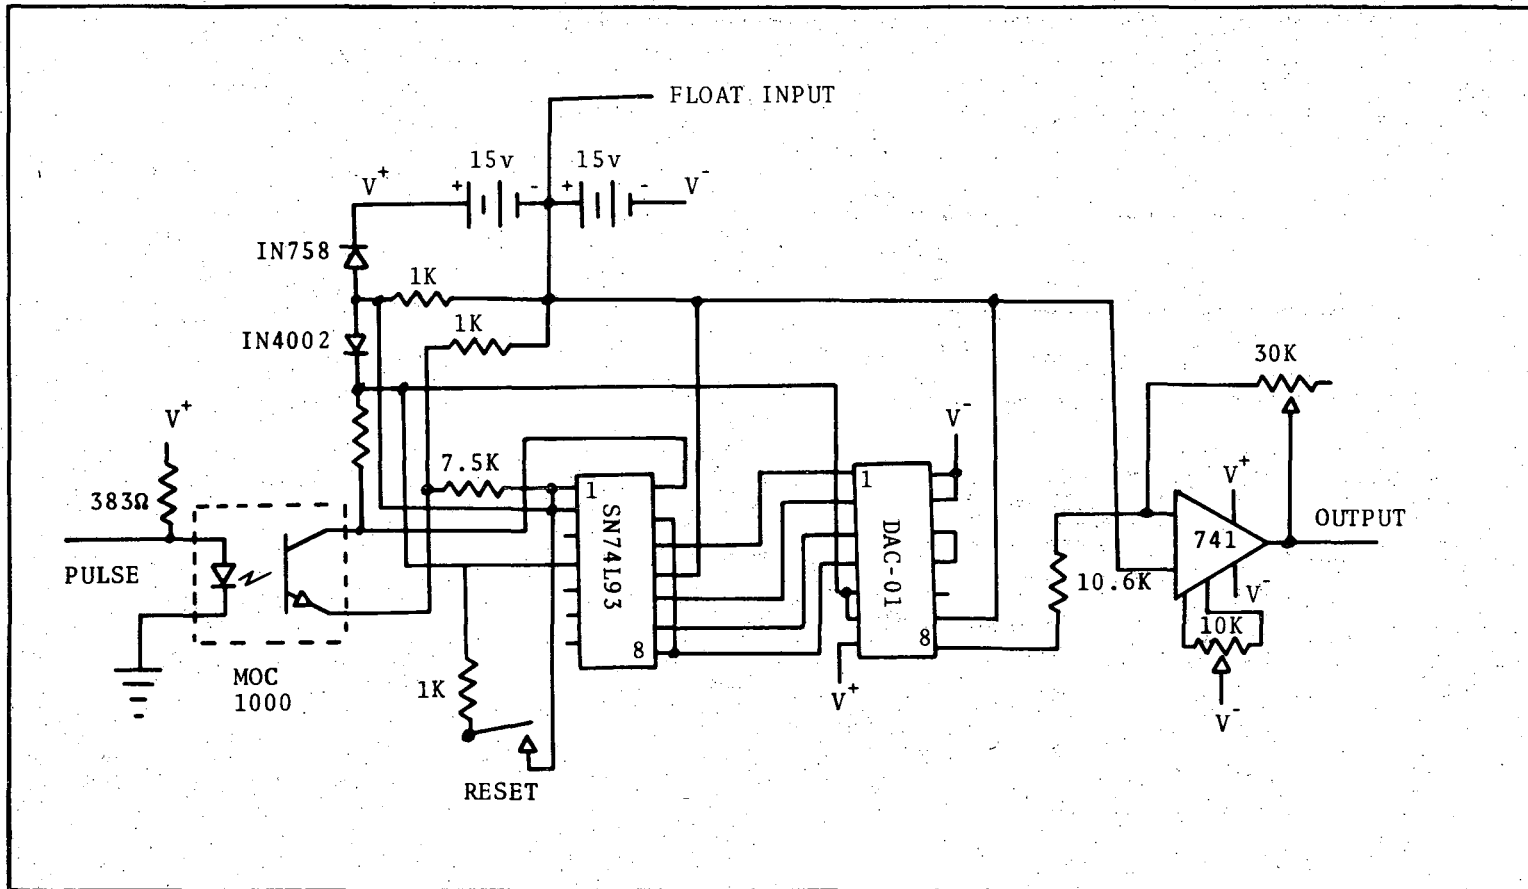 FLOAT INPUT
15v
15v
V+
+
-
+
-
V-
IN758
1K
1K
IN4002
30K
V+
V-
7.5K
383Ω
1
1
V+
OUTPUT
SN74L93
DAC-01
741
PULSE
10.6K
V-
10K
8
8
MOC
1000
1K
V+
V-
RESET